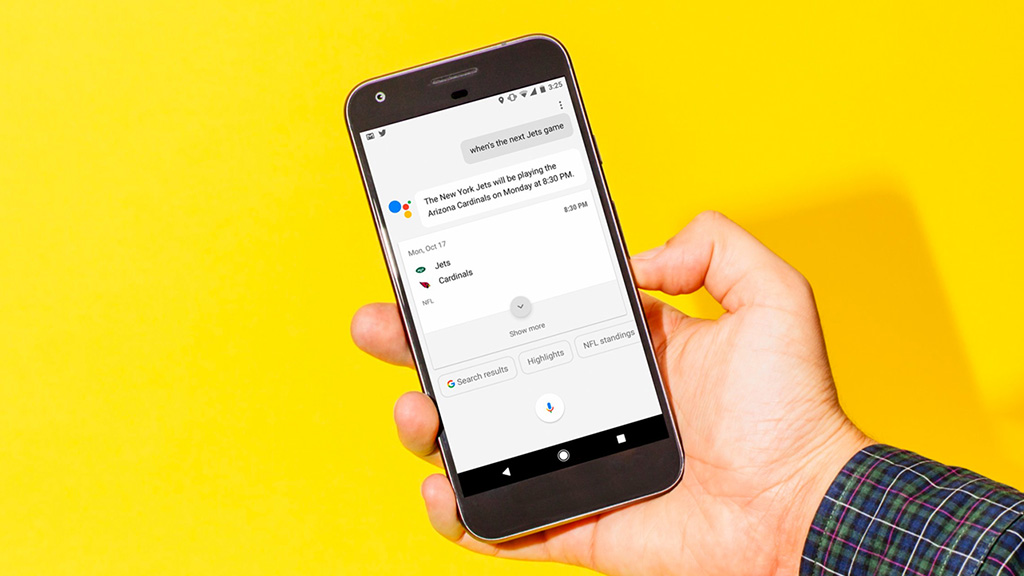 3:25
when's the next Jets game
The New York Jets will be playing the
Arizona Cardinals on Monday at 8:30 PM.
Mon, Oct 17
8:30 PM
Jets
Cardinals
NFL
Show more
Search results
Highlights
NFL standings